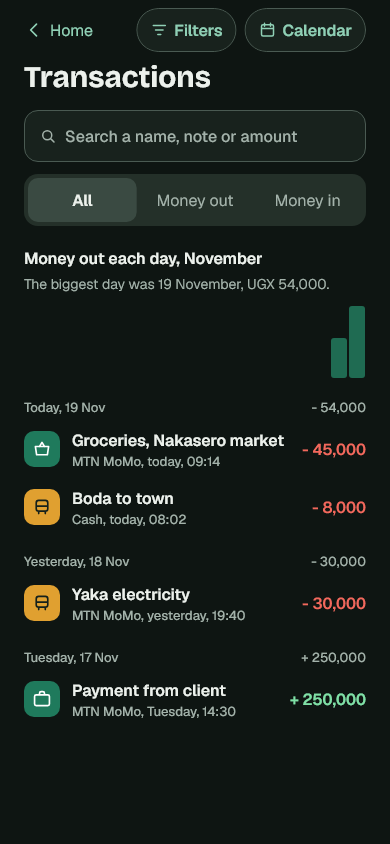 Home
Filters
Calendar
Transactions
Search a name, note or amount
All
Money out
Money in
Money out each day, November
The biggest day was 19 November, UGX 54,000.
Today, 19 Nov
- 54,000
Groceries, Nakasero market
- 45,000
MTN MoMo, today, 09:14
Boda to town
- 8,000
Cash, today, 08:02
Yesterday, 18 Nov
- 30,000
Yaka electricity
- 30,000
MTN MoMo, yesterday, 19:40
Tuesday, 17 Nov
+ 250,000
Payment from client
+ 250,000
MTN MoMo, Tuesday, 14:30